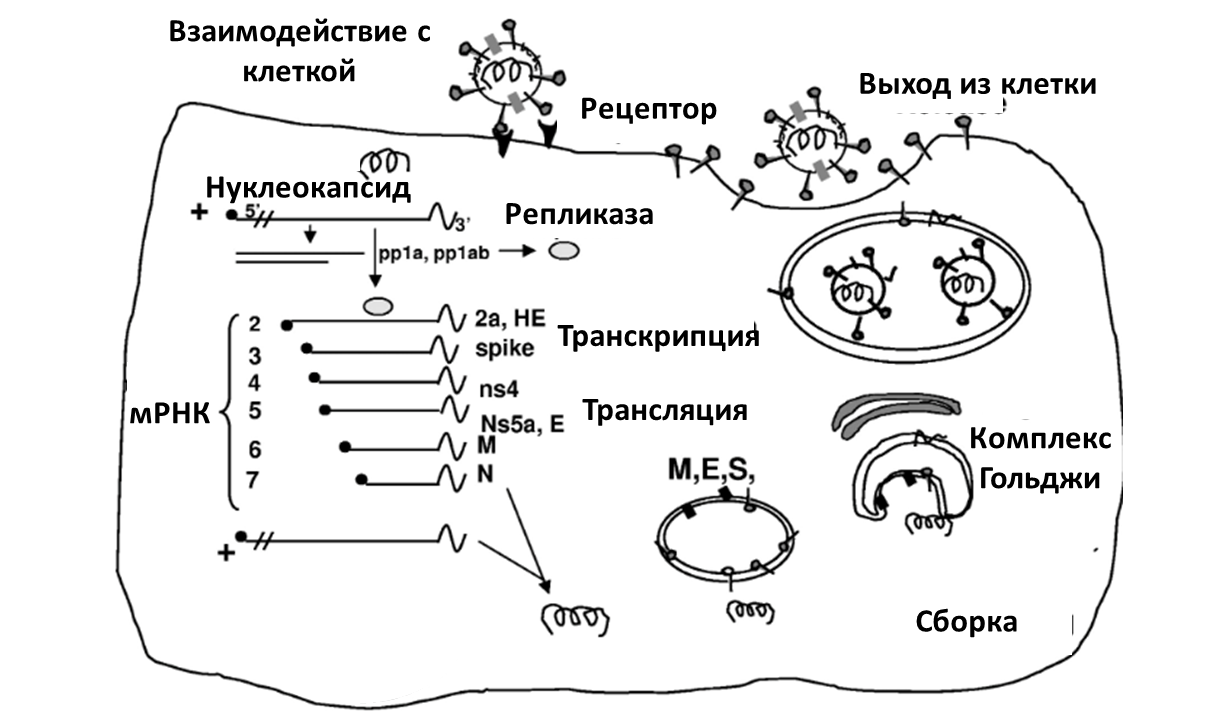 Взаимодействие с
клеткой
Рецептор
Выход из клетки
Нуклеокапсид
+ 5' 3'
Репликаза
pp1a, pp1ab
2 2a, HE
Транскрипция
3 spike
4 ns4
мРНК
5 Ns5a, E
Трансляция
6 M
7 N
+
M,E,S,
Комплекс
Гольджи
Сборка